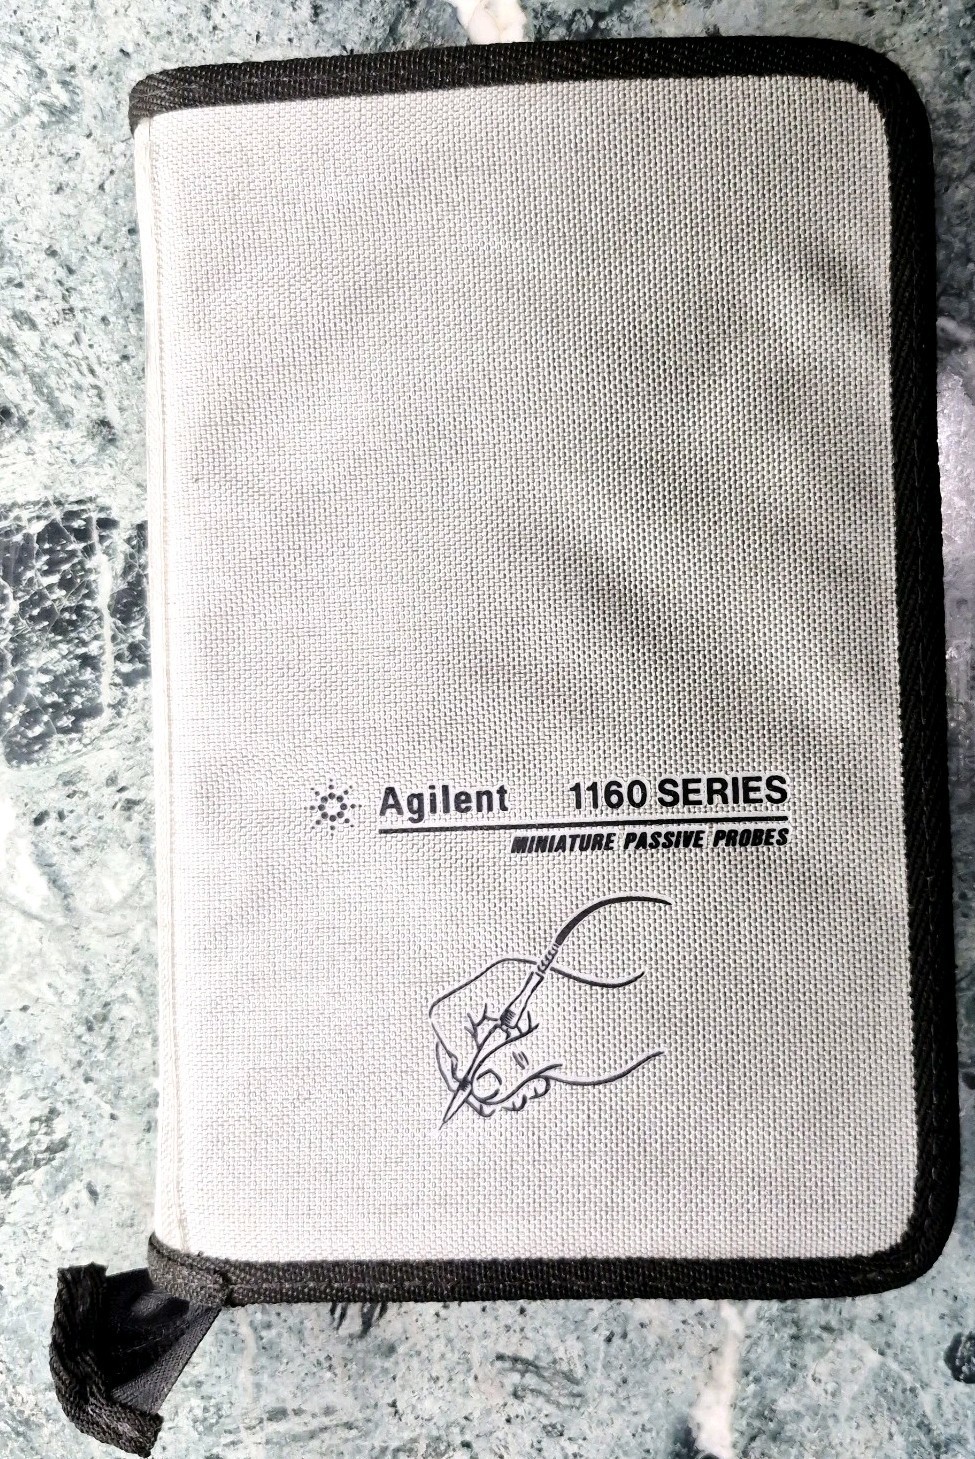 Agilent 1160 SERIES
MINIATURE PASSIVE PROBES